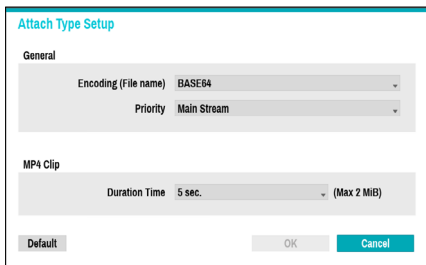 Attach Type Setup
General
Encoding (File name) BASE64
Priority Main Stream
MP4 Clip
Duration Time 5 sec. (Max 2 MiB)
Default OK Cancel